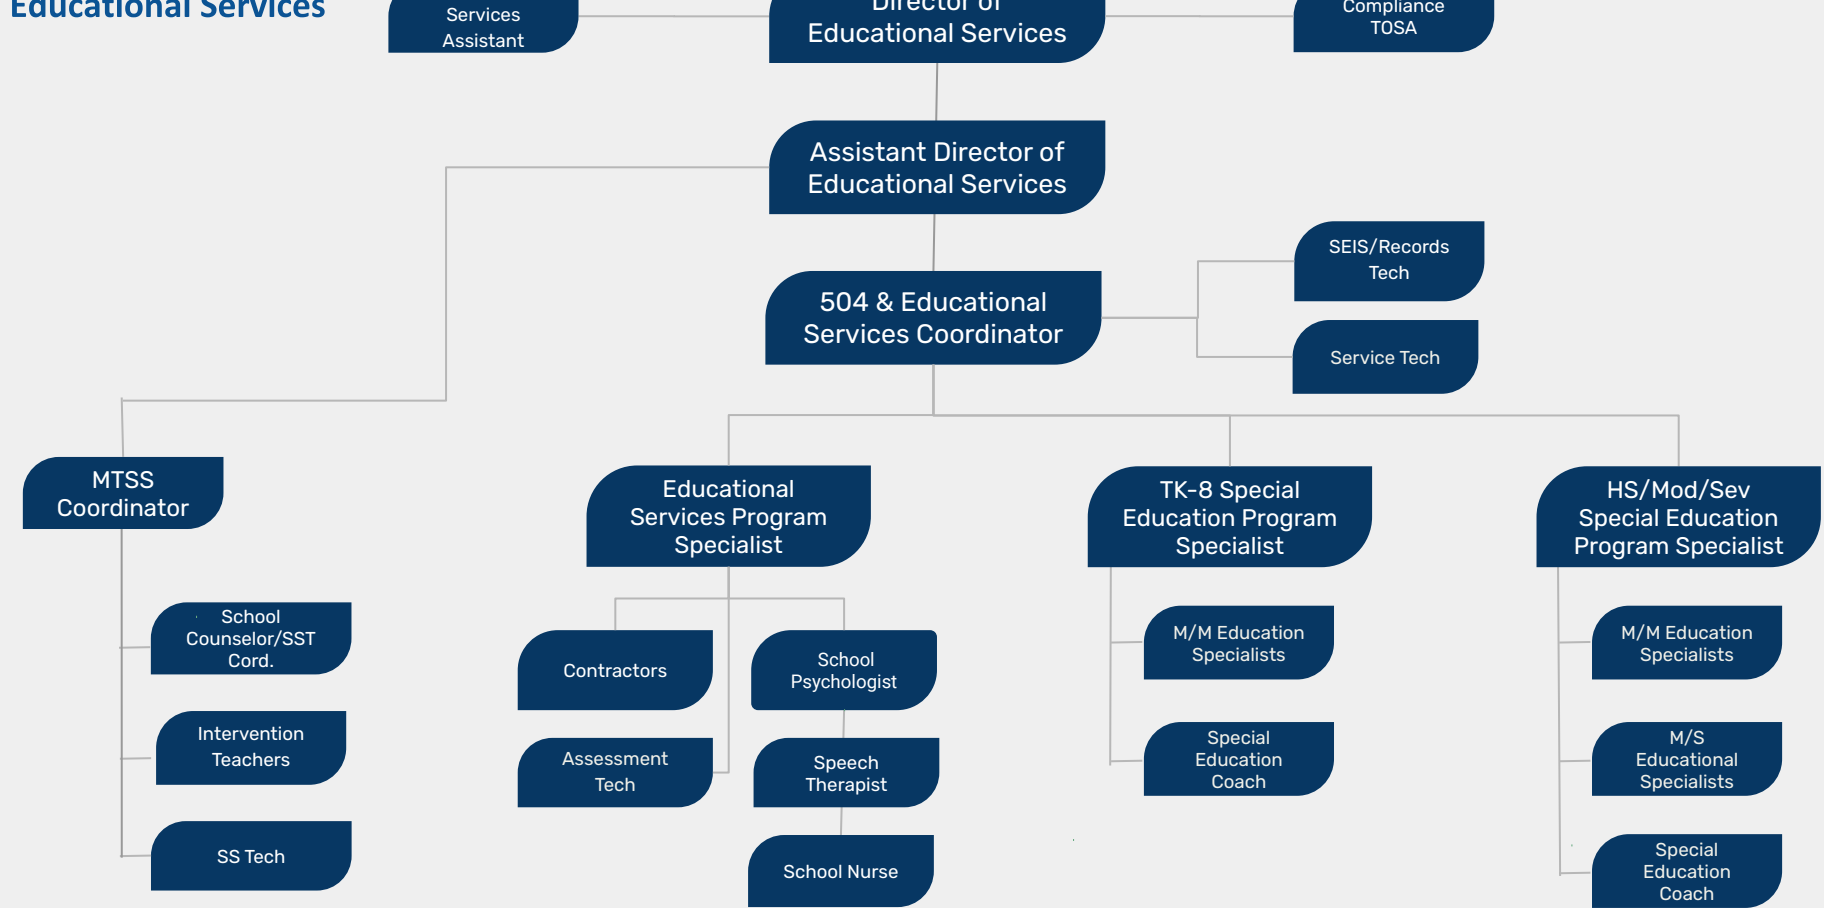 Educational Services
Services
Assistant
Director of
Educational Services
Compliance
TOSA
Assistant Director of
Educational Services
SEIS/Records
Tech
504 & Educational
Services Coordinator
Service Tech
MTSS
Coordinator
Educational
Services Program
Specialist
TK-8 Special
Education Program
Specialist
HS/Mod/Sev
Special Education
Program Specialist
School
Counselor/SST
Cord.
Contractors
School
Psychologist
M/M Education
Specialists
M/M Education
Specialists
Intervention
Teachers
Assessment
Tech
Speech
Therapist
Special
Education
Coach
M/S
Educational
Specialists
SS Tech
School Nurse
Special
Education
Coach